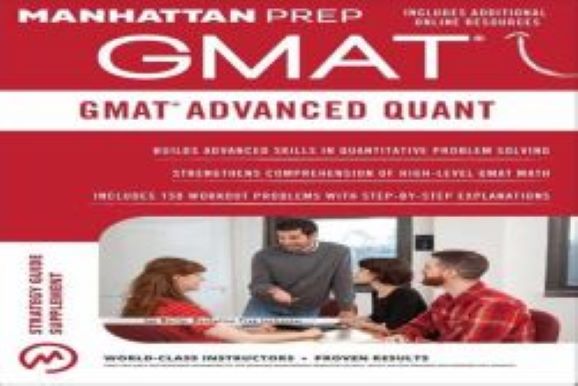 MANHATTAN PREP
INCLUDES ADDITIONAL
ONLINE RESOURCES
GMAT®
GMAT® ADVANCED QUANT
BUILDS ADVANCED SKILLS IN QUANTITATIVE PROBLEM SOLVING
STRENGTHENS COMPREHENSION OF HIGH-LEVEL GMAT MATH
INCLUDES 150 WORKOUT PROBLEMS WITH STEP-BY-STEP EXPLANATIONS
STRATEGY GUIDE
SUPPLEMENT
WORLD-CLASS INSTRUCTORS • PROVEN RESULTS